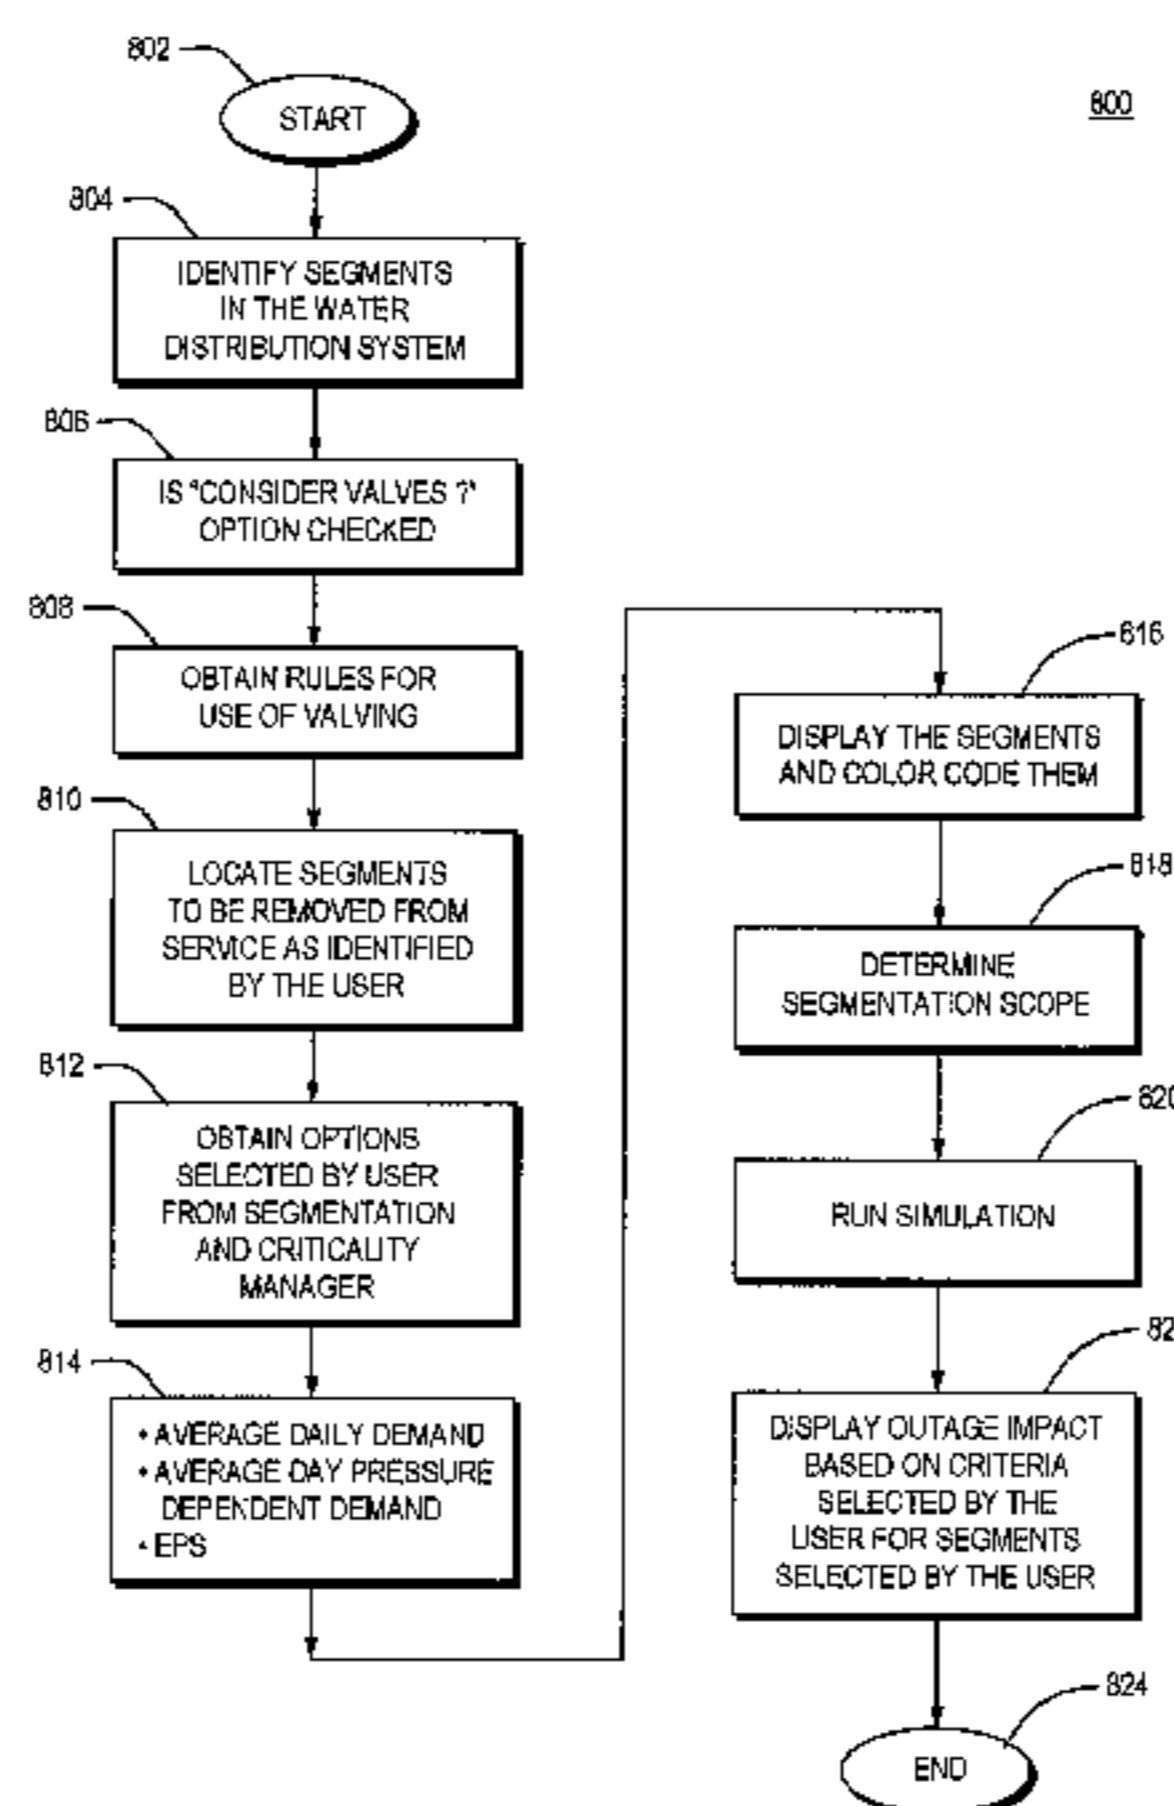 800
802
START
804
IDENTIFY SEGMENTS
IN THE WATER
DISTRIBUTION SYSTEM
806
IS "CONSIDER VALVES ?"
OPTION CHECKED
808
OBTAIN RULES FOR
USE OF VALVING
810
LOCATE SEGMENTS
TO BE REMOVED FROM
SERVICE AS IDENTIFIED
BY THE USER
812
OBTAIN OPTIONS
SELECTED BY USER
FROM SEGMENTATION
AND CRITICALITY
MANAGER
814
• AVERAGE DAILY DEMAND
• AVERAGE DAY PRESSURE
DEPENDENT DEMAND
• EPS
816
DISPLAY THE SEGMENTS
AND COLOR CODE THEM
818
DETERMINE
SEGMENTATION SCOPE
820
RUN SIMULATION
82
DISPLAY OUTAGE IMPACT
BASED ON CRITERIA
SELECTED BY THE
USER FOR SEGMENTS
SELECTED BY THE USER
824
END